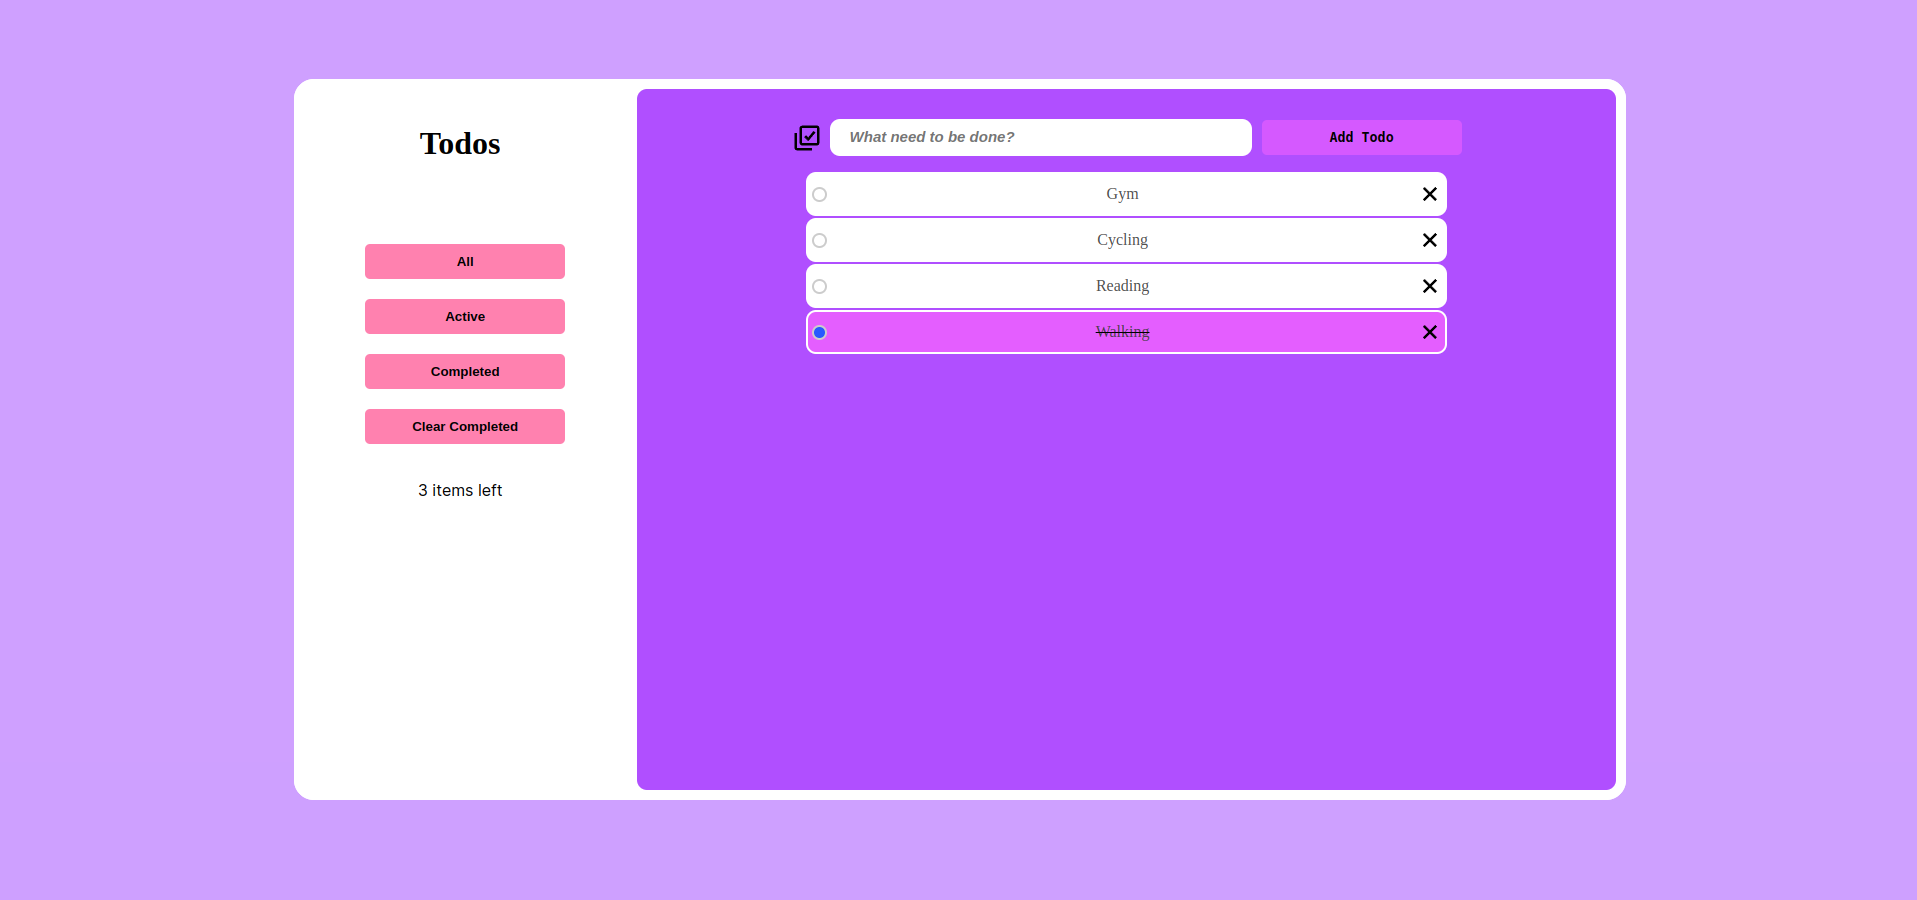 Todos
All
Active
Completed
Clear Completed
3 items left
What need to be done?
Add Todo
Gym
Cycling
Reading
Walking